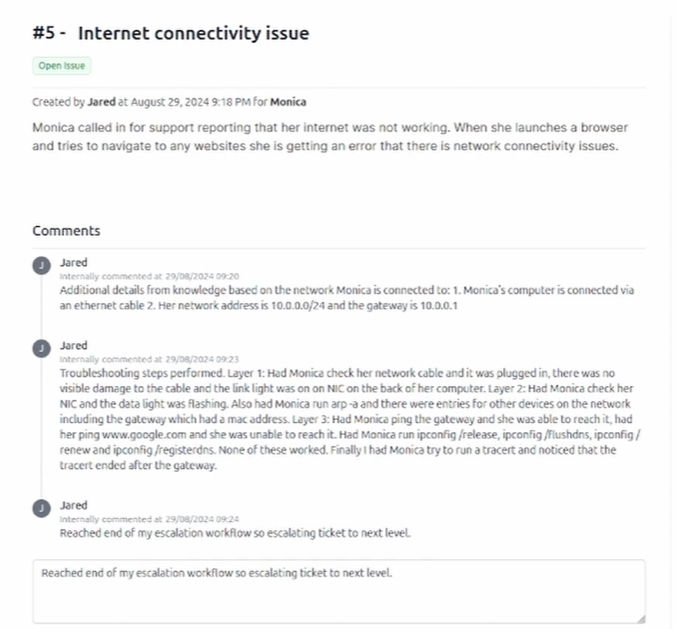 #5 - Internet connectivity issue
Open Issue
Created by Jared at August 29, 2024 9:18 PM for Monica
Monica called in for support reporting that her internet was not working. When she launches a browser
and tries to navigate to any websites she is getting an error that there is network connectivity issues.
Comments
J
Jared
Internally commented at 29/08/2024 09:20
Additional details from knowledge based on the network Monica is connected to: 1. Monica's computer is connected via
an ethernet cable 2. Her network address is 10.0.0.0/24 and the gateway is 10.0.0.1
J
Jared
Internally commented at 29/08/2024 09:23
Troubleshooting steps performed. Layer 1: Had Monica check her network cable and it was plugged in, there was no
visible damage to the cable and the link light was on on NIC on the back of her computer. Layer 2: Had Monica check her
NIC and the data light was flashing. Also had Monica run arp -a and there were entries for other devices on the network
including the gateway which had a mac address. Layer 3: Had Monica ping the gateway and she was able to reach it, had
her ping www.google.com and she was unable to reach it. Had Monica run ipconfig /release, ipconfig /flushdns, ipconfig /
renew and ipconfig /registerdns. None of these worked. Finally I had Monica try to run a tracert and noticed that the
tracert ended after the gateway.
J
Jared
Internally commented at 29/08/2024 09:24
Reached end of my escalation workflow so escalating ticket to next level.
Reached end of my escalation workflow so escalating ticket to next level.